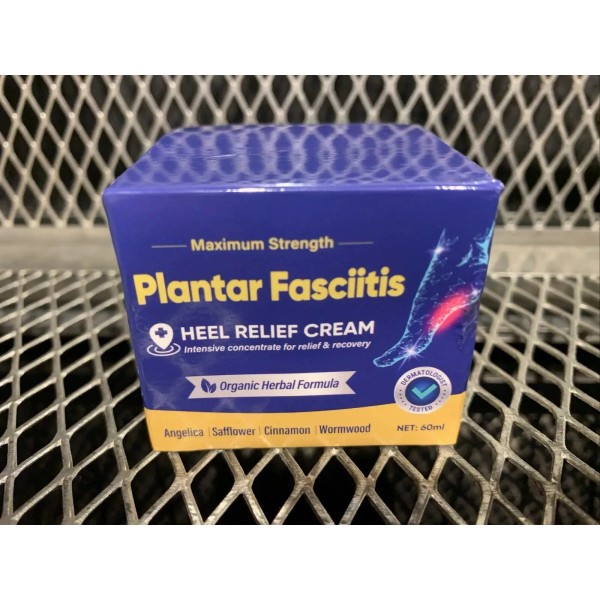 Maximum Strength
Plantar Fasciitis
HEEL RELIEF CREAM
Intensive concentrate for relief & recovery
Organic Herbal Formula
DERMATOLOGIST
TESTED
Angelica | Safflower | Cinnamon | Wormwood
NET: 60ml